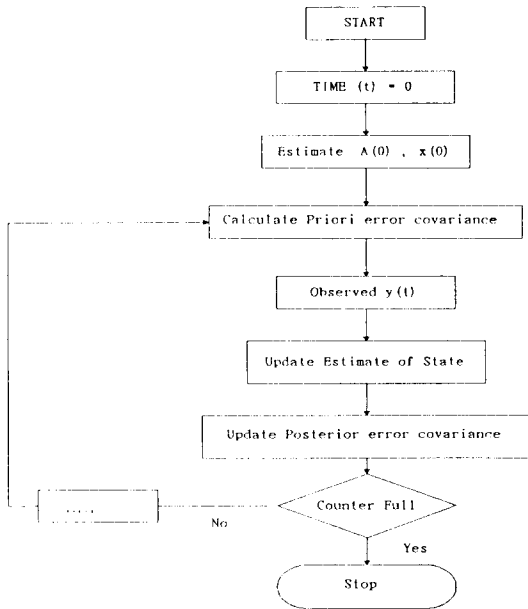 START
TIME (t) = 0
Estimate A(0) , x(0)
Calculate Priori error covariance
Observed y(t)
Update Estimate of State
Update Posterior error covariance
Counter Full
No
Yes
Stop